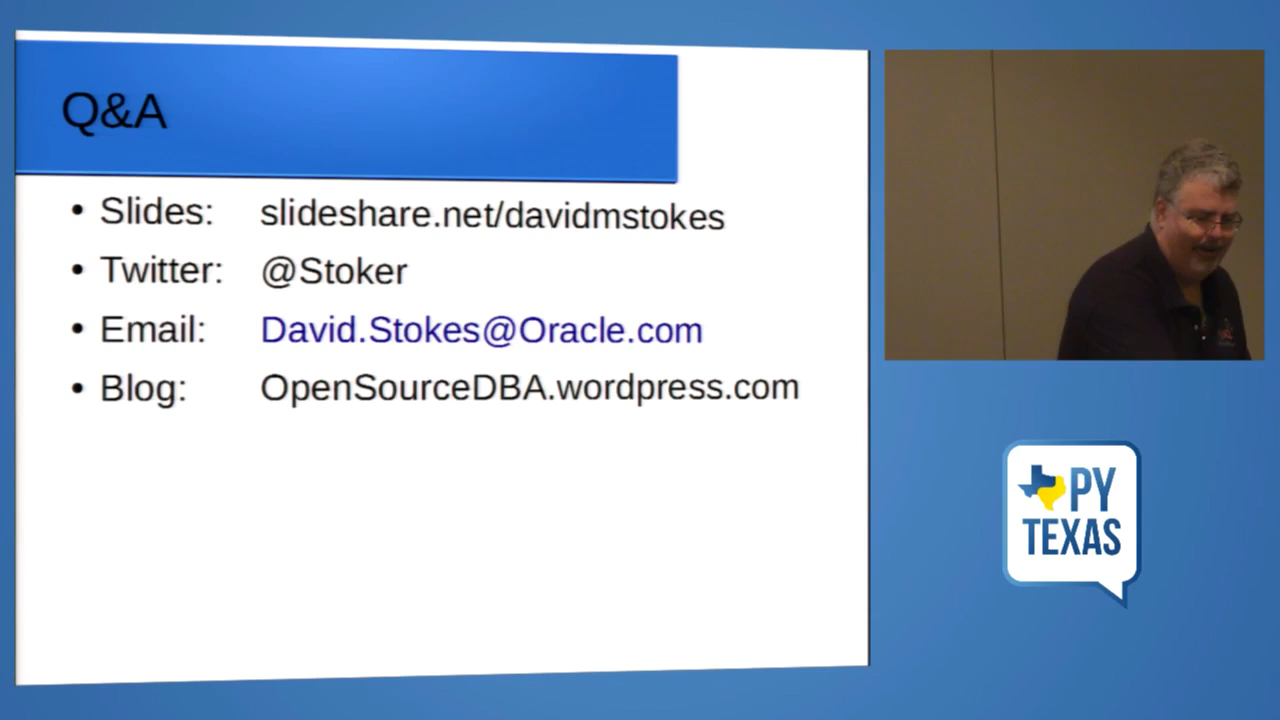 Q&A
• Slides: slideshare.net/davidmstokes
• Twitter: @Stoker
• Email: David.Stokes@Oracle.com
• Blog: OpenSourceDBA.wordpress.com
PY
TEXAS